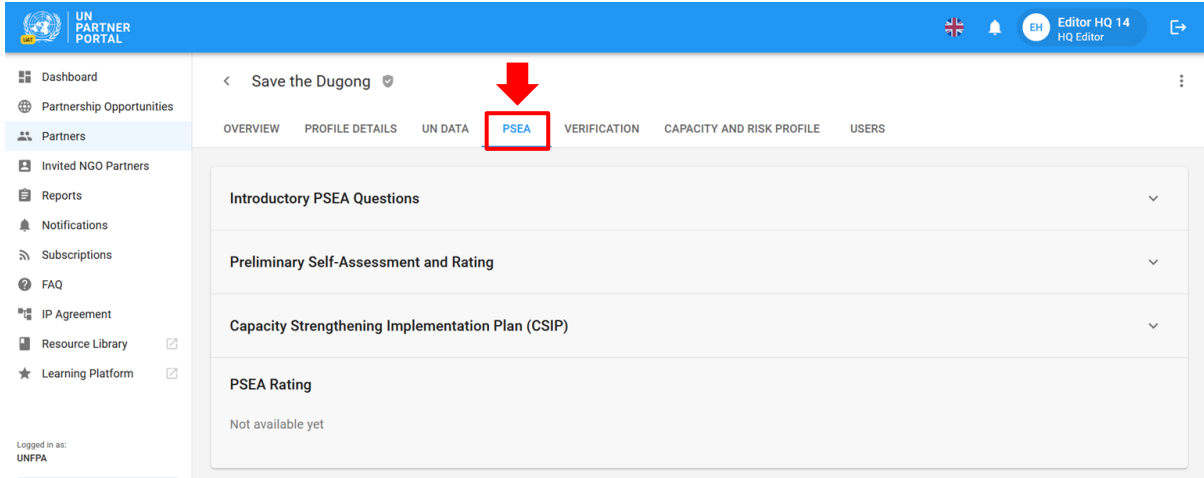 UN
PARTNER
PORTAL
UAT
EH
Editor HQ 14
HQ Editor
Dashboard
Partnership Opportunities
Partners
Invited NGO Partners
Reports
Notifications
Subscriptions
FAQ
IP Agreement
Resource Library
Learning Platform
Logged in as:
UNFPA
Save the Dugong
OVERVIEW PROFILE DETAILS UN DATA PSEA VERIFICATION CAPACITY AND RISK PROFILE USERS
Introductory PSEA Questions
Preliminary Self-Assessment and Rating
Capacity Strengthening Implementation Plan (CSIP)
PSEA Rating
Not available yet